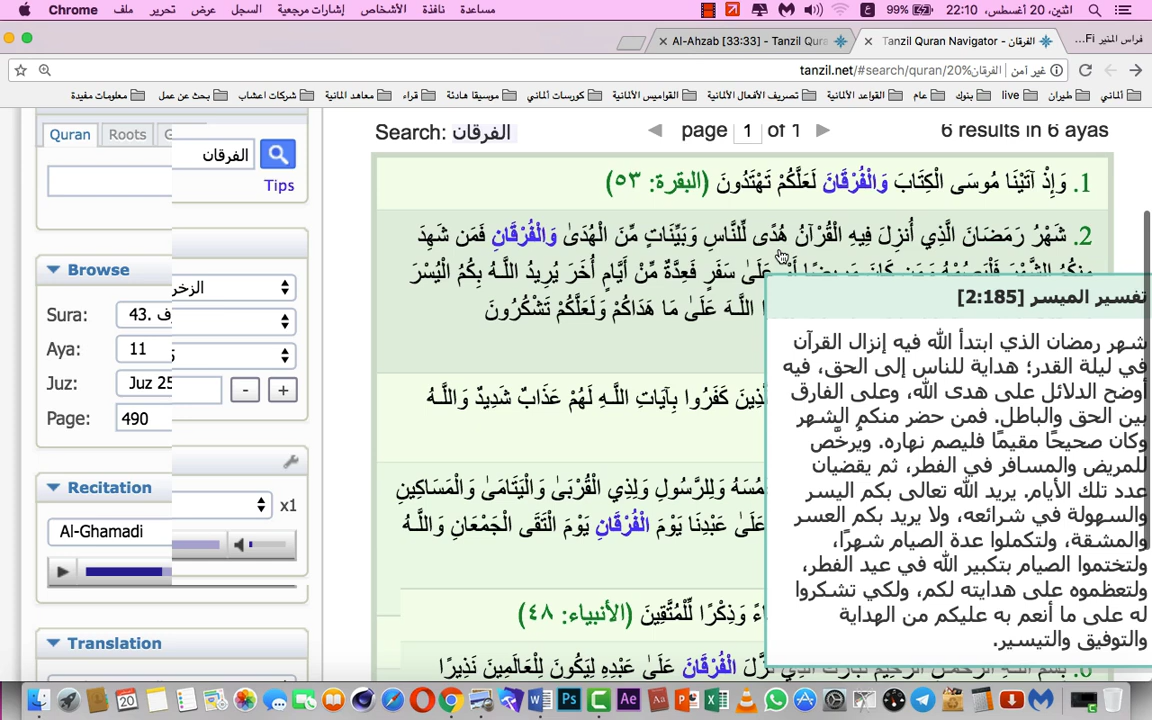 Chrome ملف تحرير عرض السجل إشارات مرجعية الأشخاص نافذة مساعدة
99% اثنين، 20 أغسطس، 22:10
Al-Ahzab [33:33] - Tanzil Qura
الفرقان - Tanzil Quran Navigator
فراس المنير Fi...
tanzil.net/#search/quran/20%الفرقان
غير آمن
ألماني
طيران
بنوك
live
عام
القواعد الألمانية
تصريف الأفعال الألمانية
القواميس الألمانية
كورسات ألماني
موسيقا هادئة
قراء
معاهد المانية
شركات اعشاب
بحث عن عمل
معلومات مفيدة
Quran
Roots
الفرقان
Tips
Browse
Sura: 43. الزخرف
Aya: 11
Juz: Juz 25
- +
Page: 490
Recitation
x1
Al-Ghamadi
Translation
Search: الفرقان
page 1 of 1
6 results in 6 ayas
1. وَإِذْ آتَيْنَا مُوسَى الْكِتَابَ وَالْفُرْقَانَ لَعَلَّكُمْ تَهْتَدُونَ (البقرة: ٥٣)
2. شَهْرُ رَمَضَانَ الَّذِي أُنزِلَ فِيهِ الْقُرْآنُ هُدًى لِّلنَّاسِ وَبَيِّنَاتٍ مِّنَ الْهُدَىٰ وَالْفُرْقَانِ فَمَن شَهِدَ
عَلَىٰ سَفَرٍ فَعِدَّةٌ مِّنْ أَيَّامٍ أُخَرَ يُرِيدُ اللَّـهُ بِكُمُ الْيُسْرَ
اللَّـهَ عَلَىٰ مَا هَدَاكُمْ وَلَعَلَّكُمْ تَشْكُرُونَ
كَفَرُوا بِآيَاتِ اللَّـهِ لَهُمْ عَذَابٌ شَدِيدٌ وَاللَّـهُ
وَلِلرَّسُولِ وَلِذِي الْقُرْبَىٰ وَالْيَتَامَىٰ وَالْمَسَاكِينِ
عَلَىٰ عَبْدِنَا يَوْمَ الْفُرْقَانِ يَوْمَ الْتَقَى الْجَمْعَانِ وَاللَّـهُ
وَذِكْرًا لِّلْمُتَّقِينَ (الأنبياء: ٤٨)
الْفُرْقَانَ عَلَىٰ عَبْدِهِ لِيَكُونَ لِلْعَالَمِينَ نَذِيرًا
تفسير الميسر [2:185]
شهر رمضان الذي ابتدأ الله فيه إنزال القرآن
في ليلة القدر؛ هداية للناس إلى الحق، فيه
أوضح الدلائل على هدى الله، وعلى الفارق
بين الحق والباطل. فمن حضر منكم الشهر
وكان صحيحًا مقيمًا فليصم نهاره. ويُرخَّص
للمريض والمسافر في الفطر، ثم يقضيان
عدد تلك الأيام. يريد الله تعالى بكم اليسر
والسهولة في شرائعه، ولا يريد بكم العسر
والمشقة، ولتكملوا عدة الصيام شهرًا،
ولتختموا الصيام بتكبير الله في عيد الفطر،
ولتعظموه على هدايته لكم، ولكي تشكروا
له على ما أنعم به عليكم من الهداية
والتوفيق والتيسير.